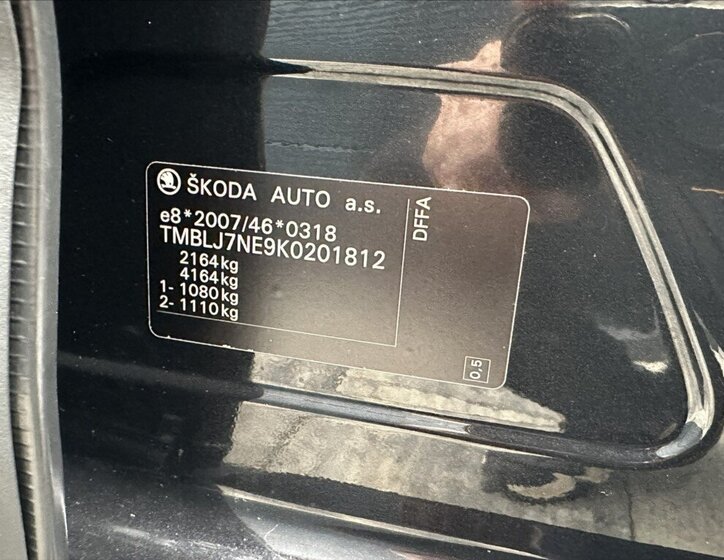 ŠKODA AUTO a.s.
e8*2007/46*0318
TMBLJ7NE9K0201812
2164kg
4164kg
1- 1080kg
2- 1110kg
DFFA
0,5